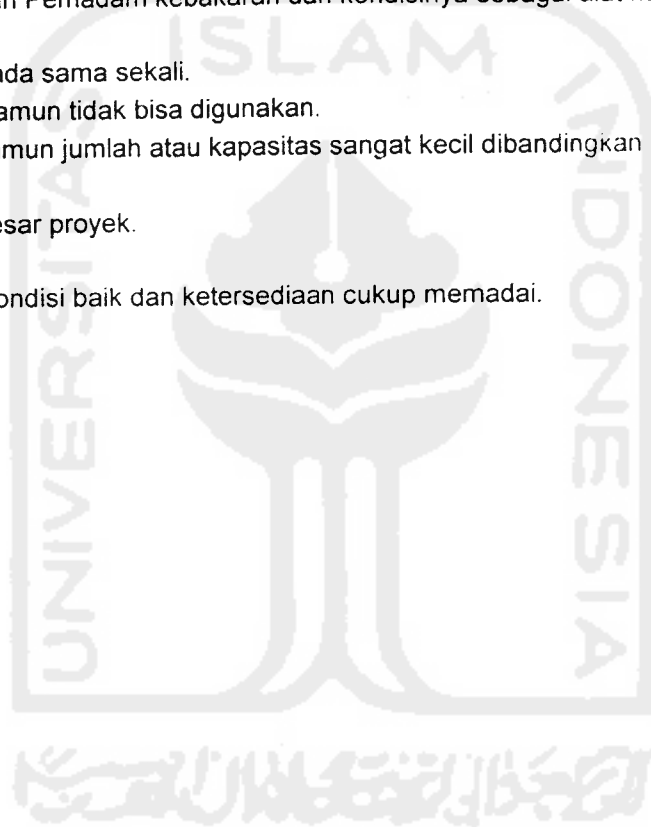 Pemadam kebakaran dan kondisinya sebagai alat
ada sama sekali.
amun tidak bisa digunakan.
mun jumlah atau kapasitas sangat kecil dibandingkan
esar proyek.
ondisi baik dan ketersediaan cukup memadai.
ISLAM
UNIVERSITAS
INDONESIA